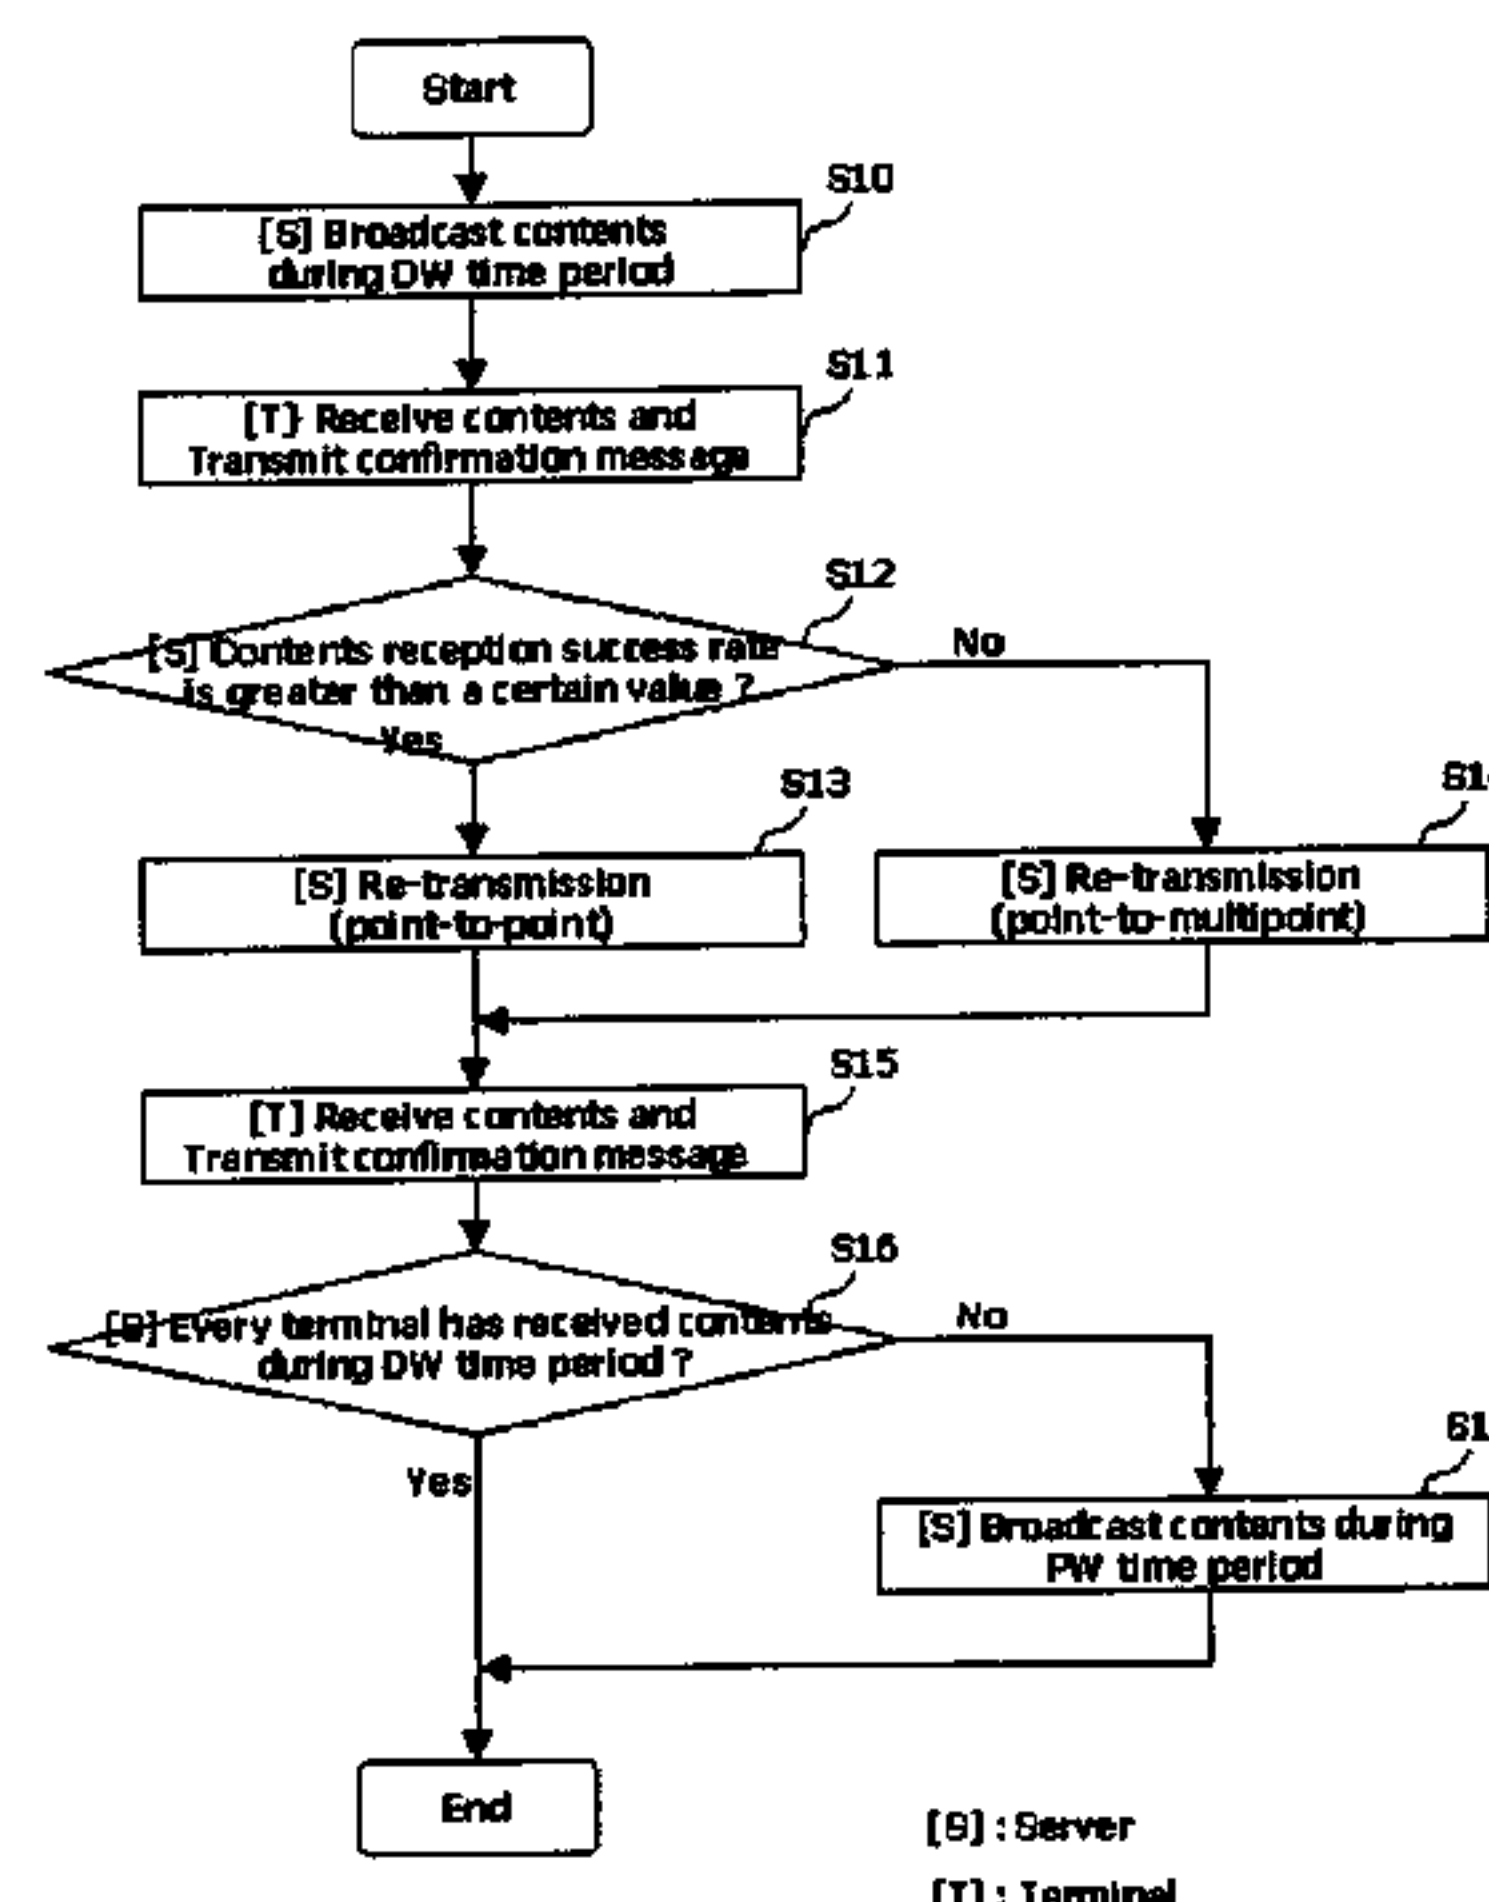 Start
S10
[S] Broadcast contents
during DW time period
S11
[T} Receive contents and
Transmit confirmation message
S12
[S] Contents reception success rate
is greater than a certain value ?
No
Yes
S13
[S] Re-transmission
(point-to-point)
[S] Re-transmission
(point-to-multipoint)
S15
[T] Receive contents and
Transmit confirmation message
S16
[S] Every terminal has received contents
during DW time period ?
No
Yes
[S] Broadcast contents during
PW time period
End
[S] : Server
[T] : Terminal